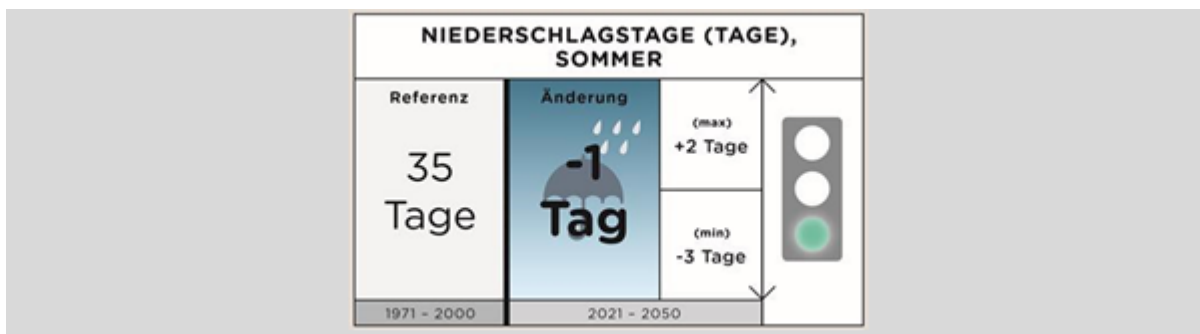 NIEDERSCHLAGSTAGE (TAGE),
SOMMER
Referenz
35
Tage
Änderung
-1
Tag
(max)
+2 Tage
(min)
-3 Tage
1971 – 2000
2021 – 2050